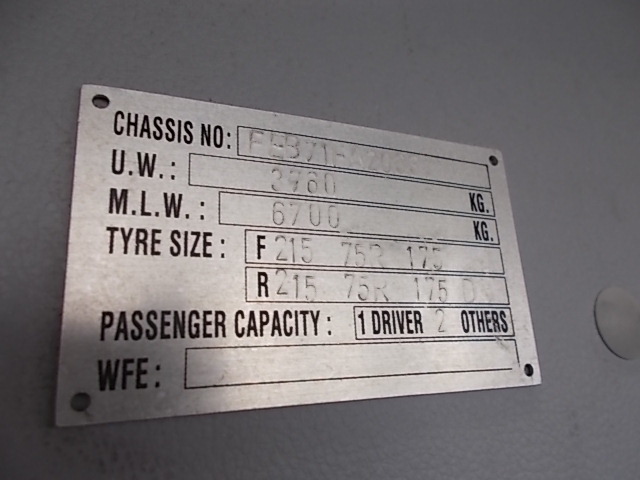 CHASSIS NO:
U.W.: 3780 KG.
M.L.W.: 6700 KG.
TYRE SIZE: F 215 75R 175
R 215 75R 175
PASSENGER CAPACITY: 1 DRIVER 2 OTHERS
WFE: